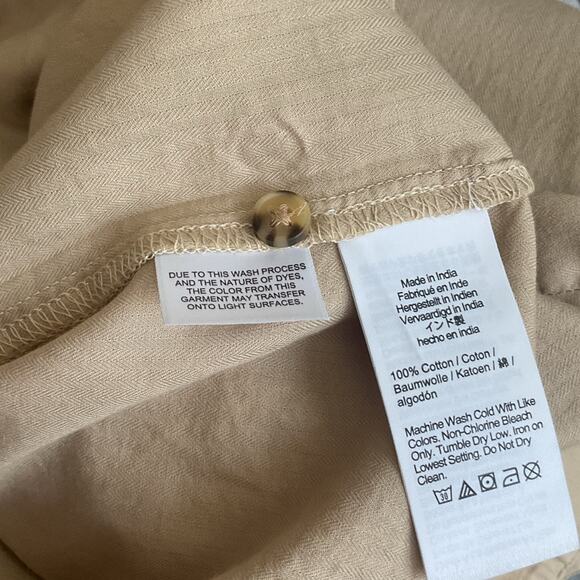 DUE TO THIS WASH PROCESS
AND THE NATURE OF DYES,
THE COLOR FROM THIS
GARMENT MAY TRANSFER
ONTO LIGHT SURFACES.
Made in India
Fabriqué en Inde
Hergestellt in Indien
Vervaardigd in Indien
インド製
hecho en india
100% Cotton / Coton /
Baumwolle / Katoen / 綿 /
algodón
Machine Wash Cold With Like
Colors. Non-Chlorine Bleach
Only. Tumble Dry Low. Iron on
Lowest Setting. Do Not Dry
Clean.
30